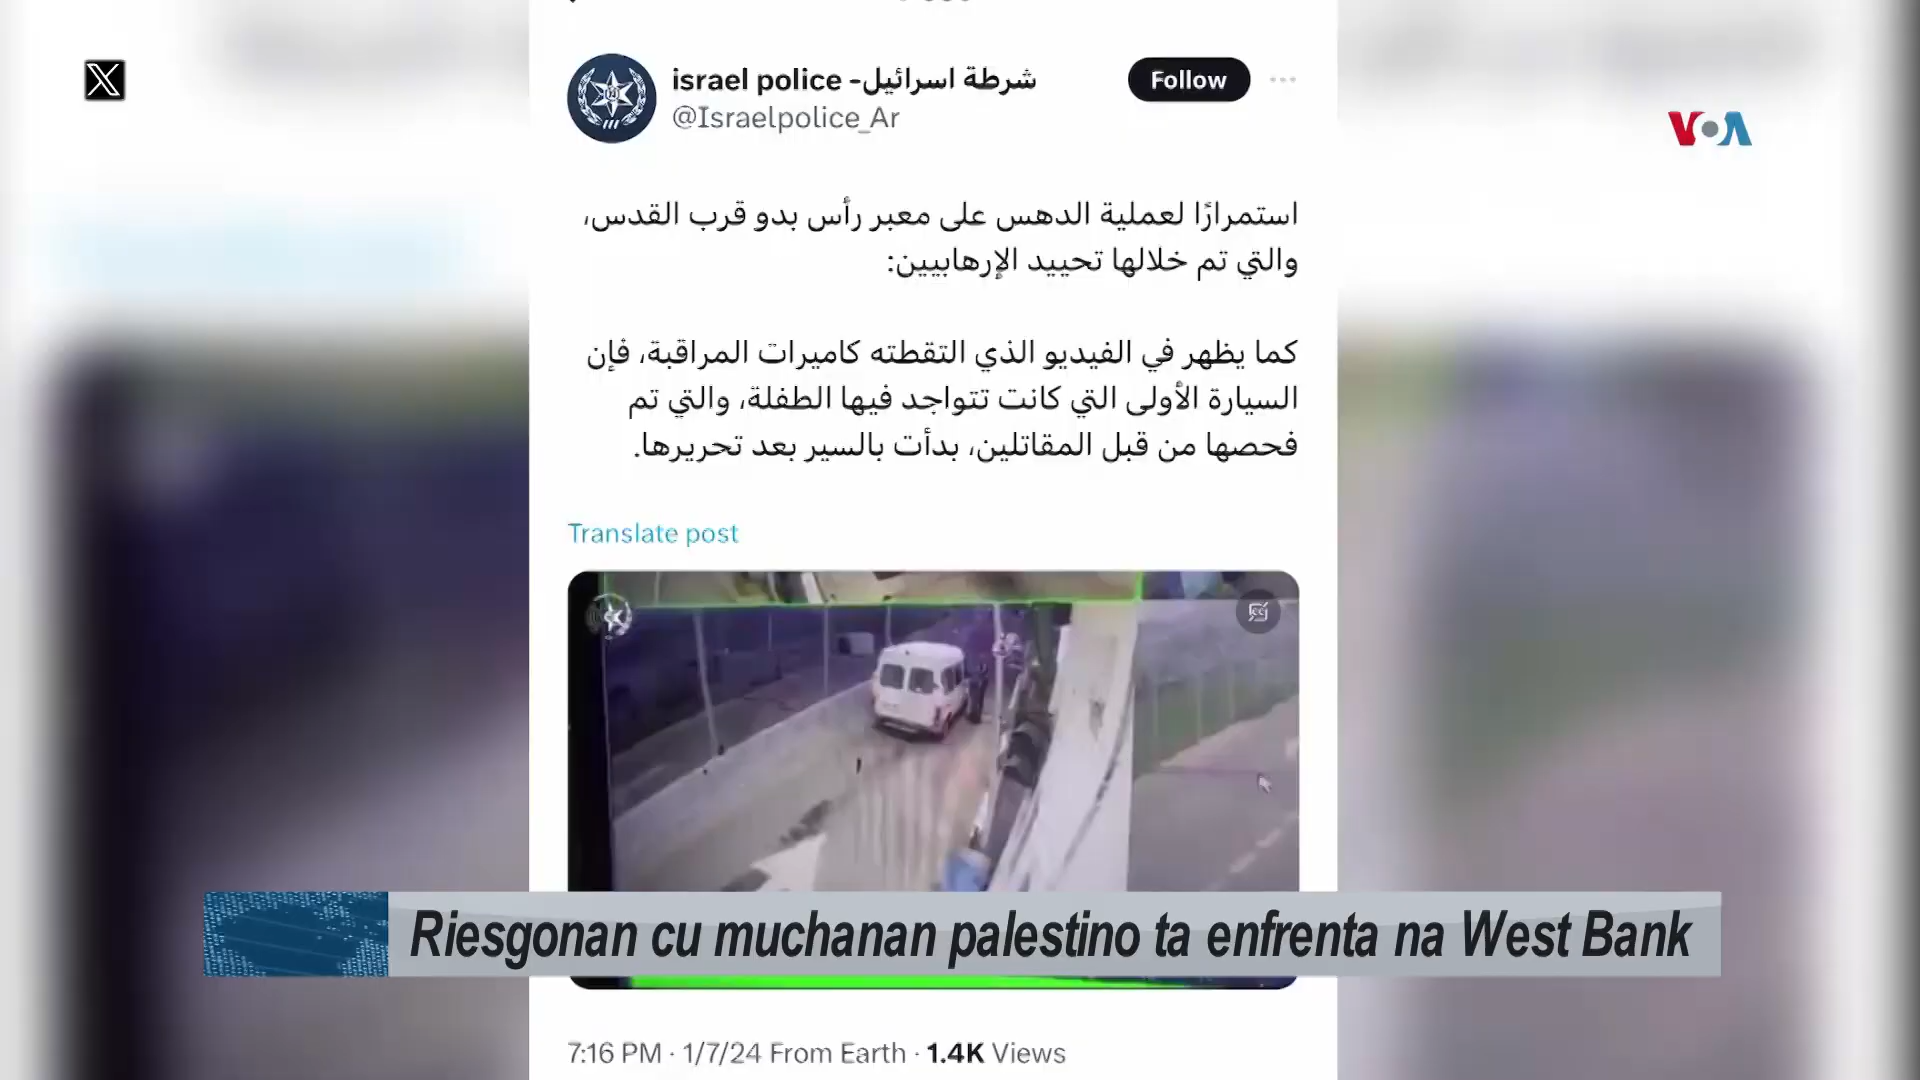 israel police -شرطة اسرائيل
@Israelpolice_Ar
Follow
VOA
استمرارًا لعملية الدهس على معبر رأس بدو قرب القدس،
والتي تم خلالها تحييد الإرهابيين:
كما يظهر في الفيديو الذي التقطته كاميرات المراقبة، فإن
السيارة الأولى التي كانت تتواجد فيها الطفلة، والتي تم
فحصها من قبل المقاتلين، بدأت بالسير بعد تحريرها.
Translate post
Riesgonan cu muchanan palestino ta enfrenta na West Bank
7:16 PM · 1/7/24 From Earth · 1.4K Views